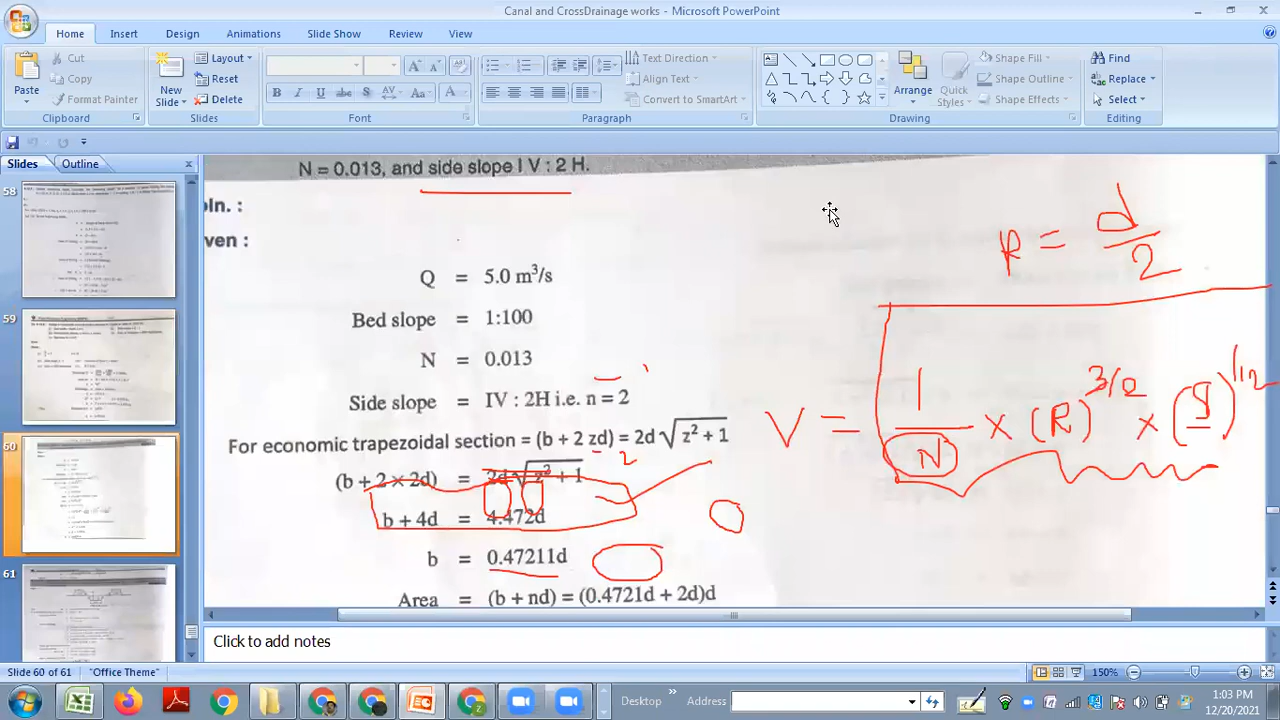 Canal and CrossDrainage works - Microsoft PowerPoint
Home Insert Design Animations Slide Show Review View
Cut
Copy
Format Painter
Paste
Clipboard
New Slide
Layout
Reset
Delete
Slides
B I U abe S AV Aa A
Font
Text Direction
Align Text
Convert to SmartArt
Paragraph
Arrange
Quick Styles
Shape Fill
Shape Outline
Shape Effects
Drawing
Find
Replace
Select
Editing
Slides Outline
58
59
60
61
N = 0.013, and side slope I V : 2 H.
oln. :
ven :
Q = 5.0 m³/s
Bed slope = 1:100
N = 0.013
Side slope = IV : 2H i.e. n = 2
For economic trapezoidal section = (b + 2 zd) = 2d√z² + 1
(b + 2 × 2d) = 2d√2² + 1
b + 4d = 4.472d
b = 0.47211d
Area = (b + nd) = (0.4721d + 2d)d
R = d/2
V = 1/n × (R)^3/2 × (S)^1/2
2
Click to add notes
Slide 60 of 61 "Office Theme" 150%
Desktop » Address 1:03 PM
12/20/2021